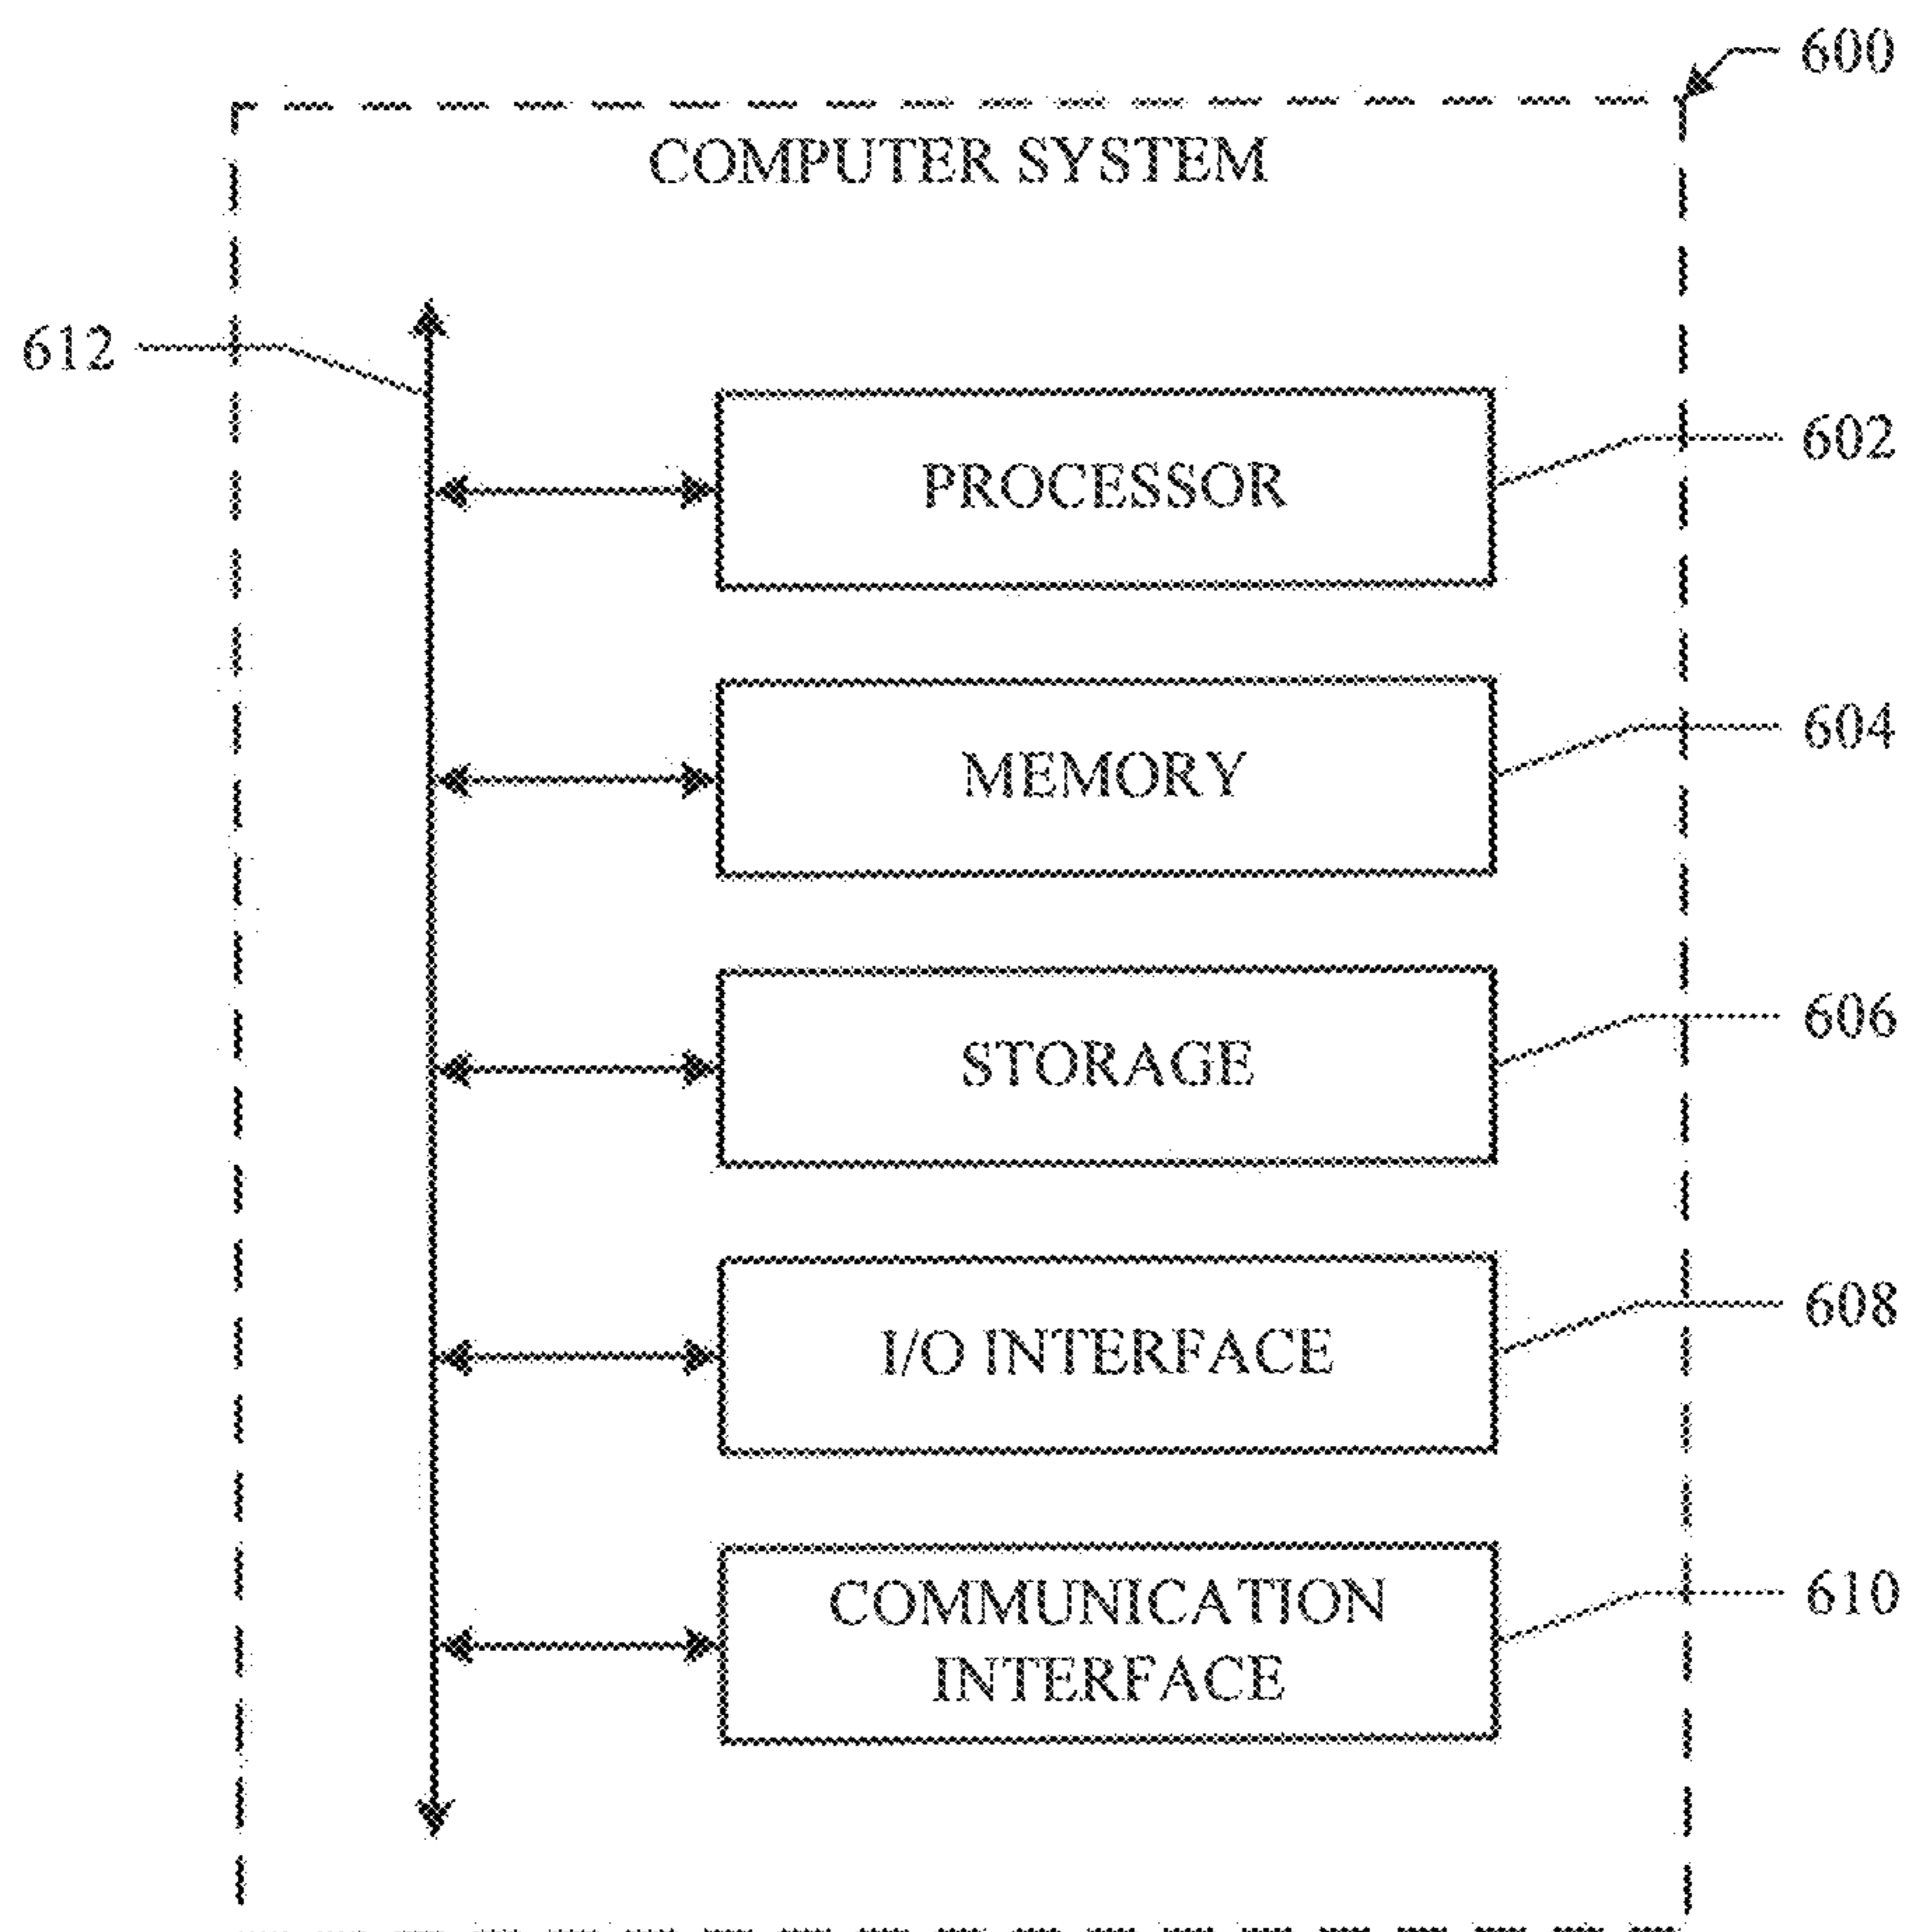 600
COMPUTER SYSTEM
612
602
PROCESSOR
604
MEMORY
606
STORAGE
608
I/O INTERFACE
610
COMMUNICATION
INTERFACE